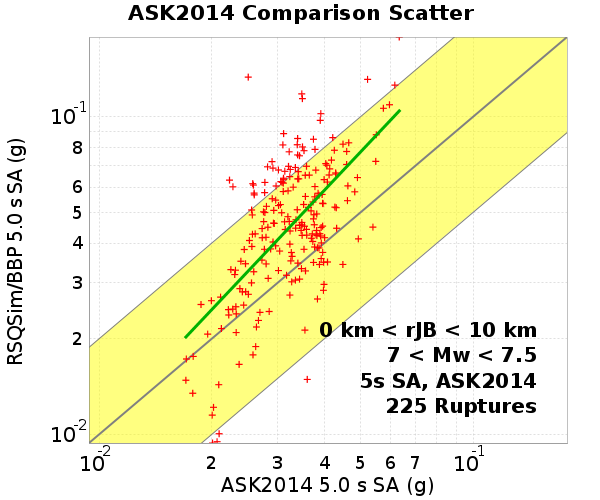 ASK2014 Comparison Scatter
RSQSim/BBP 5.0 s SA (g)
10-1
8
6
5
4
3
2
10-2
0 km < rJB < 10 km
7 < Mw < 7.5
5s SA, ASK2014
225 Ruptures
10-2 2 3 4 5 6 7 10-1
ASK2014 5.0 s SA (g)